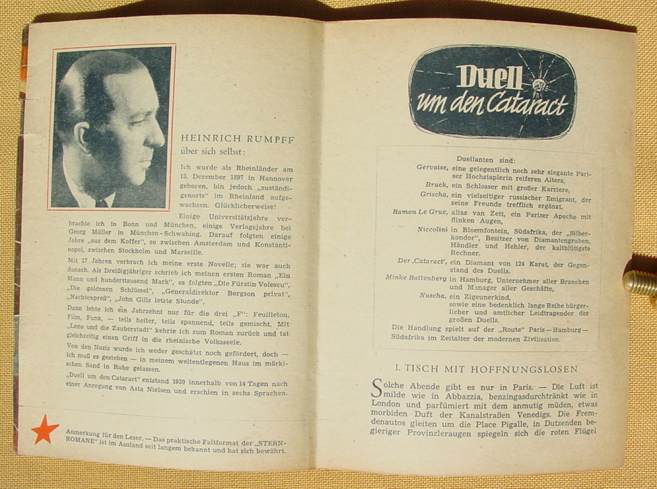 HEINRICH RUMPFF
über sich selbst:
Ich wurde als Rheinländer am
15. Dezember 1897 in Hannover
geboren, bin jedoch „zuständi-
genorts" im Rheinland aufge-
wachsen. Glücklicherweise!
Einige Universitätsjahre ver-
brachte ich in Bonn und München, einige Verlagsjahre bei
Georg Müller in München-Schwabing. Darauf folgten einige
Jahre „aus dem Koffer", so zwischen Amsterdam und Konstanti-
nopel, zwischen Stockholm und Marseille.
Mit 27 Jahren verbrach ich meine erste Novelle; sie war auch
danach. Als Dreißigjähriger schrieb ich meinen ersten Roman „Ein
Mann und hunderttausend Mark", es folgten „Die Fürstin Volescu",
„Die goldenen Schlüssel", „Generaldirektor Bergson privat",
„Nachtexpreß", „John Gills letzte Stunde".
Dann lebte ich ein Jahrzehnt nur für die drei „F": Feuilleton,
Film, Funk, — teils heiter, teils spannend, teils gemischt. Mit
„Lena und die Zauberstadt" kehrte ich zum Roman zurück und tat
gleichzeitig einen Griff in die rheinische Volksseele.
Von den Nazis wurde ich weder geschätzt noch gefördert, doch —
ich muß es gestehen — in meinem weltentlegenen Haus im märki-
schen Sand in Ruhe gelassen.
„Duell um den Cataract" entstand 1939 innerhalb von 14 Tagen nach
einer Anregung von Asta Nielsen und erschien in sechs Sprachen.
Anmerkung für den Leser. — Das praktische Faltformat der „STERN-
ROMANE" ist im Ausland seit langem bekannt und hat sich bewährt.
Duell
um den Cataract
Duellanten sind:
Gervaise, eine gelegentlich noch sehr elegante Pari-
ser Hochstaplerin reiferen Alters,
Bruck, ein Schlosser mit großer Karriere,
Grischa, ein vielseitiger russischer Emigrant, der
seine Freunde trefflich ergänzt,
Ramon Le Grue, alias van Zett, ein Pariser Apache mit
flinken Augen,
Niccolini in Bloemfontein, Südafrika, der „Silber-
kondor", Besitzer von Diamantengruben,
Händler und Hehler, der kaltblütigste
Rechner,
Der ‚Cataract', ein Diamant von 124 Karat, der Gegen-
stand des Duells.
Minke Battenberg in Hamburg, Unternehmer aller Branchen
und Manager aller Geschäfte,
Nuscha, ein Zigeunerkind,
sowie eine bedenklich lange Reihe bürger-
licher und amtlicher Leidtragender des
großen Duells.
Die Handlung spielt auf der „Route" Paris—Hamburg—
Südafrika im Zeitalter der modernen Zivilisation.
1. TISCH MIT HOFFNUNGSLOSEN
Solche Abende gibt es nur in Paris. — Die Luft ist
milde wie in Abbazzia, benzingasdurchtränkt wie in
London und parfümiert mit dem anmutig müden, etwas
morbiden Duft der Kanalstraßen Venedigs. Die Frem-
denautos gleiten um die Place Pigalle, in Dutzenden be-
gieriger Provinzleraugen spiegeln sich die roten Flügel